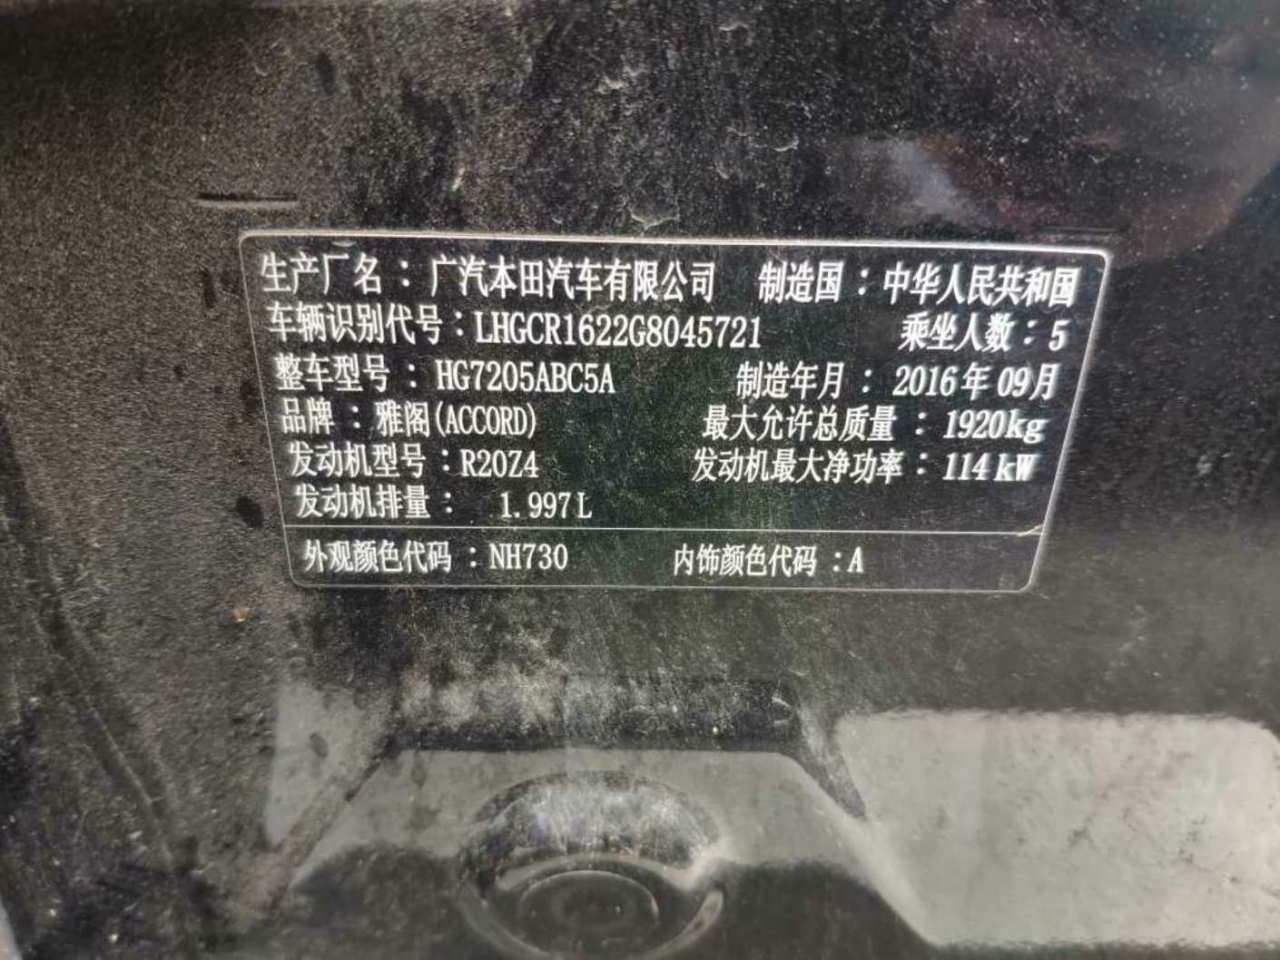 生产厂名：广汽本田汽车有限公司 制造国：中华人民共和国
车辆识别代号：LHGCR1622G8045721 乘坐人数：5
整车型号：HG7205ABC5A 制造年月：2016年09月
品牌：雅阁(ACCORD) 最大允许总质量：1920kg
发动机型号：R20Z4 发动机最大净功率：114kW
发动机排量：1.997L
外观颜色代码：NH730 内饰颜色代码：A